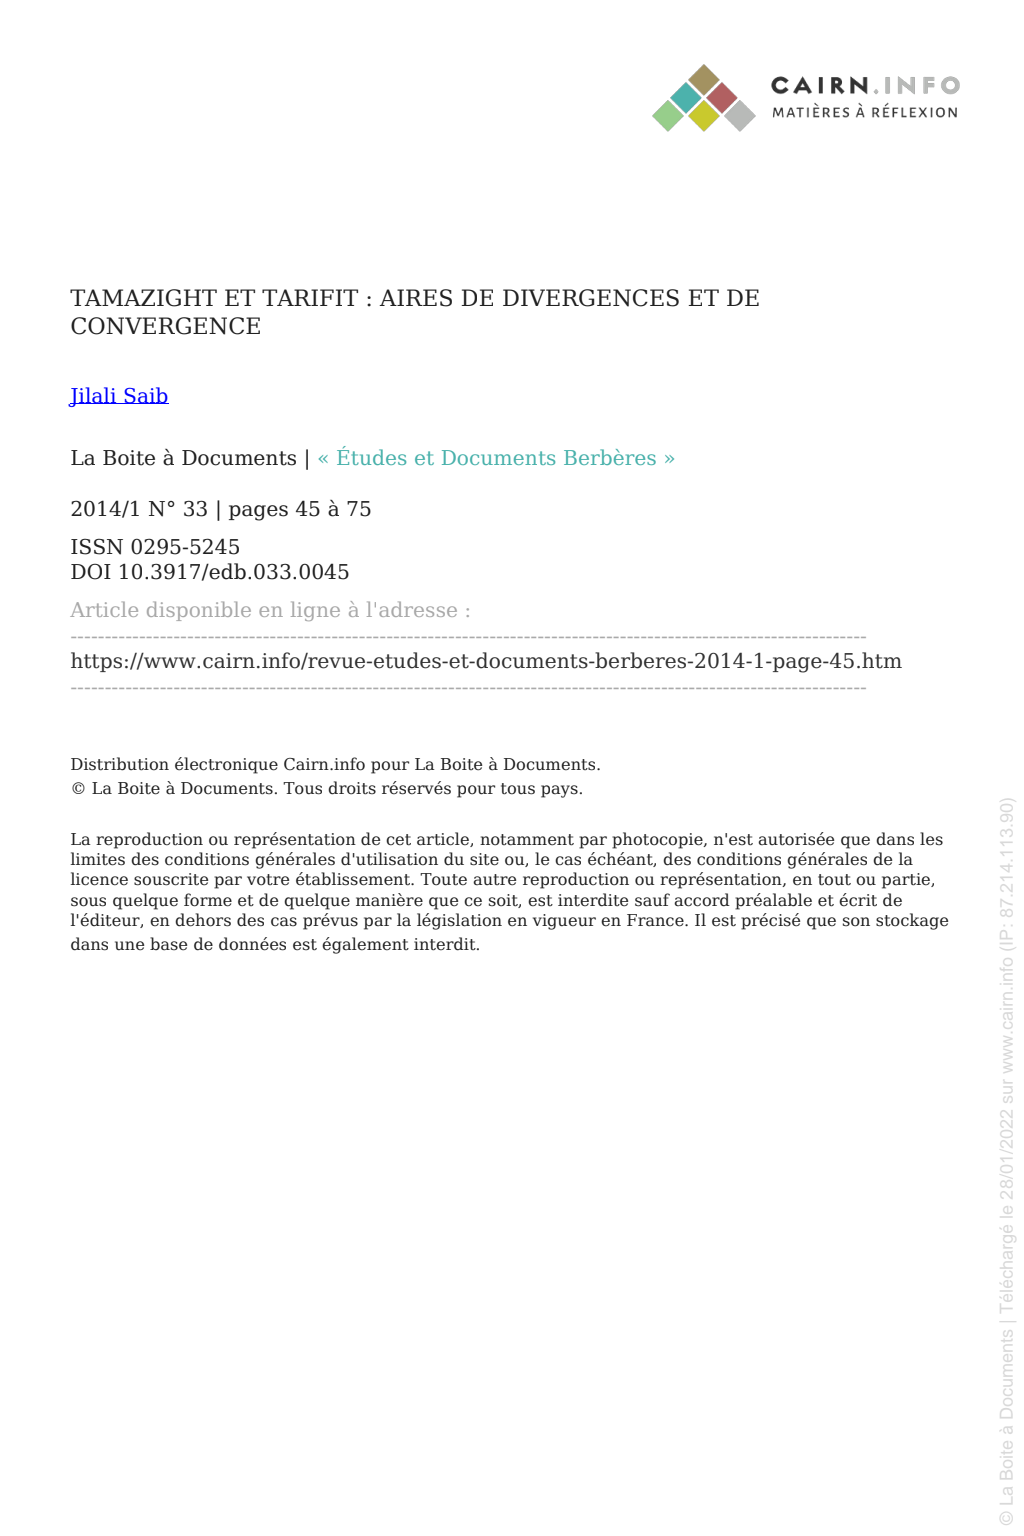 CAIRN.INFO
MATIÈRES À RÉFLEXION
TAMAZIGHT ET TARIFIT : AIRES DE DIVERGENCES ET DE
CONVERGENCE
Jilali Saib
La Boite à Documents | « Études et Documents Berbères »
2014/1 N° 33 | pages 45 à 75
ISSN 0295-5245
DOI 10.3917/edb.033.0045
Article disponible en ligne à l'adresse :
--------------------------------------------------------------------------------------------------------------------
https://www.cairn.info/revue-etudes-et-documents-berberes-2014-1-page-45.htm
--------------------------------------------------------------------------------------------------------------------
Distribution électronique Cairn.info pour La Boite à Documents.
© La Boite à Documents. Tous droits réservés pour tous pays.
La reproduction ou représentation de cet article, notamment par photocopie, n'est autorisée que dans les
limites des conditions générales d'utilisation du site ou, le cas échéant, des conditions générales de la
licence souscrite par votre établissement. Toute autre reproduction ou représentation, en tout ou partie,
sous quelque forme et de quelque manière que ce soit, est interdite sauf accord préalable et écrit de
l'éditeur, en dehors des cas prévus par la législation en vigueur en France. Il est précisé que son stockage
dans une base de données est également interdit.
© La Boite à Documents | Téléchargé le 28/01/2022 sur www.cairn.info (IP: 87.214.113.90)